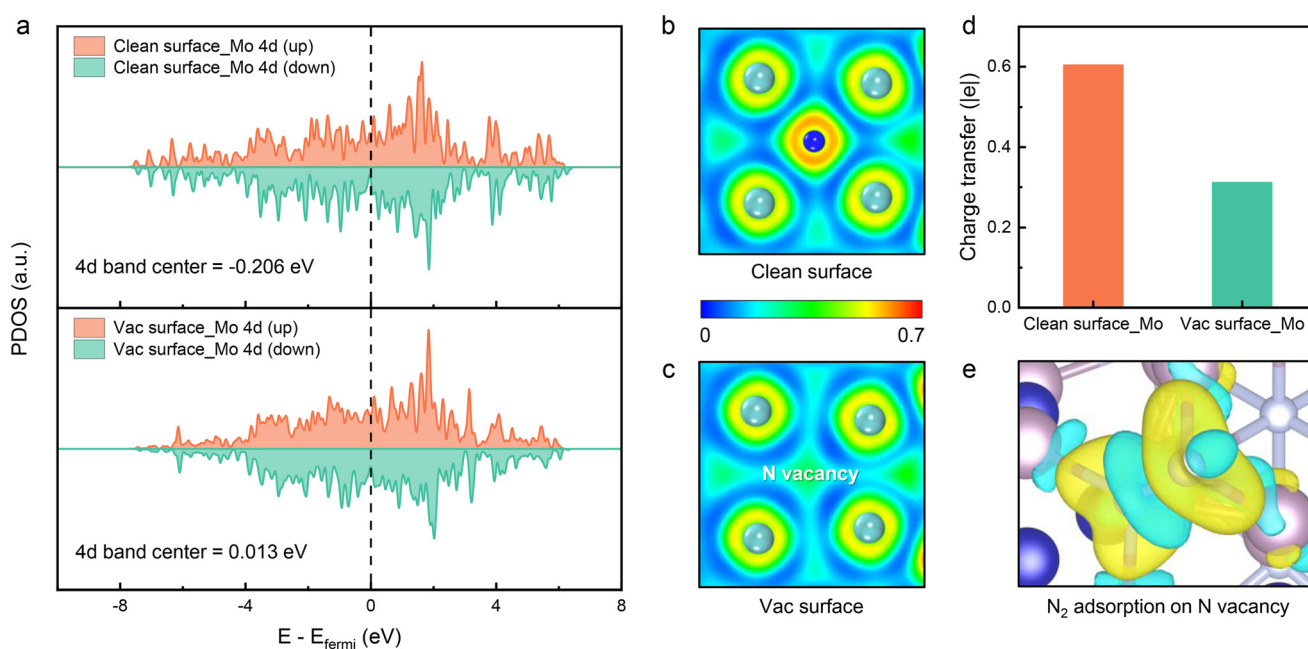 a
Clean surface_Mo 4d (up)
Clean surface_Mo 4d (down)
4d band center = -0.206 eV
Vac surface_Mo 4d (up)
Vac surface_Mo 4d (down)
4d band center = 0.013 eV
PDOS (a.u.)
-8 -4 0 4 8
E - Efermi (eV)
b
Clean surface
0 0.7
c
N vacancy
Vac surface
d
Charge transfer (|e|)
0.6
0.4
0.2
0.0
Clean surface_Mo Vac surface_Mo
e
N2 adsorption on N vacancy